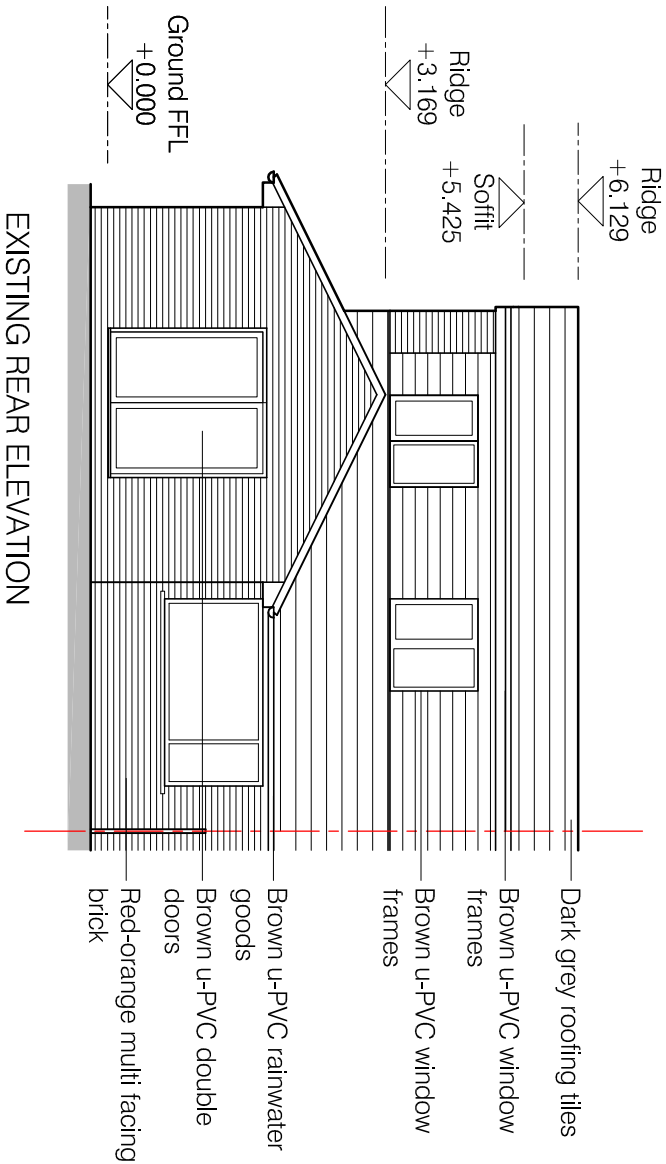 Ridge
+6.129
Soffit
+5.425
Ridge
+3.169
Ground FFL
+0.000
Dark grey roofing tiles
Brown u-PVC window
frames
Brown u-PVC window
frames
Brown u-PVC rainwater
goods
Brown u-PVC double
doors
Red-orange multi facing
brick
EXISTING REAR ELEVATION